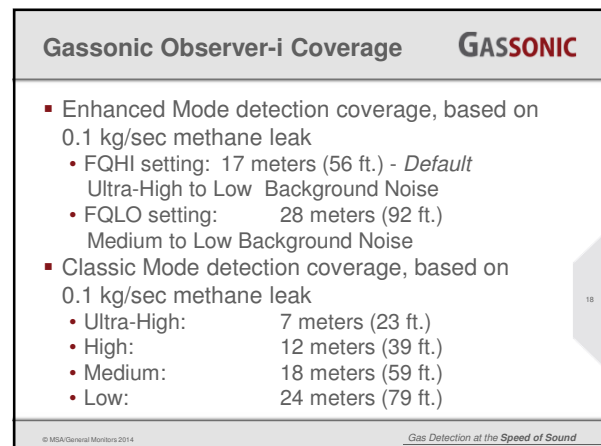 Gassonic Observer-i Coverage GASSONIC
▪ Enhanced Mode detection coverage, based on
0.1 kg/sec methane leak
• FQHI setting: 17 meters (56 ft.) - Default
Ultra-High to Low Background Noise
• FQLO setting: 28 meters (92 ft.)
Medium to Low Background Noise
▪ Classic Mode detection coverage, based on
0.1 kg/sec methane leak
• Ultra-High: 7 meters (23 ft.)
• High: 12 meters (39 ft.)
• Medium: 18 meters (59 ft.)
• Low: 24 meters (79 ft.)
18
© MSA/General Monitors 2014 Gas Detection at the Speed of Sound